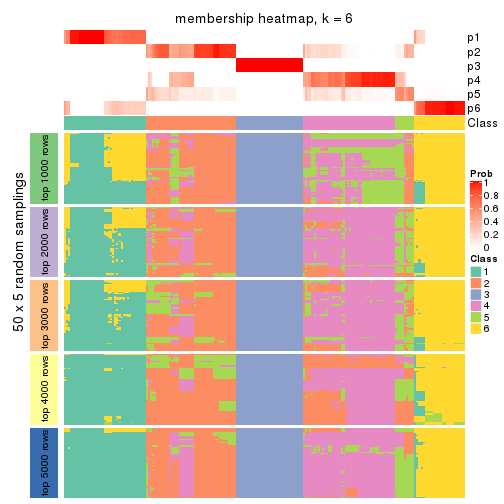 membership heatmap, k = 6
p1
p2
p3
p4
p5
p6
Class
50 x 5 random samplings
top 1000 rows
top 2000 rows
top 3000 rows
top 4000 rows
top 5000 rows
Prob
1
0.8
0.6
0.4
0.2
0
Class
1
2
3
4
5
6